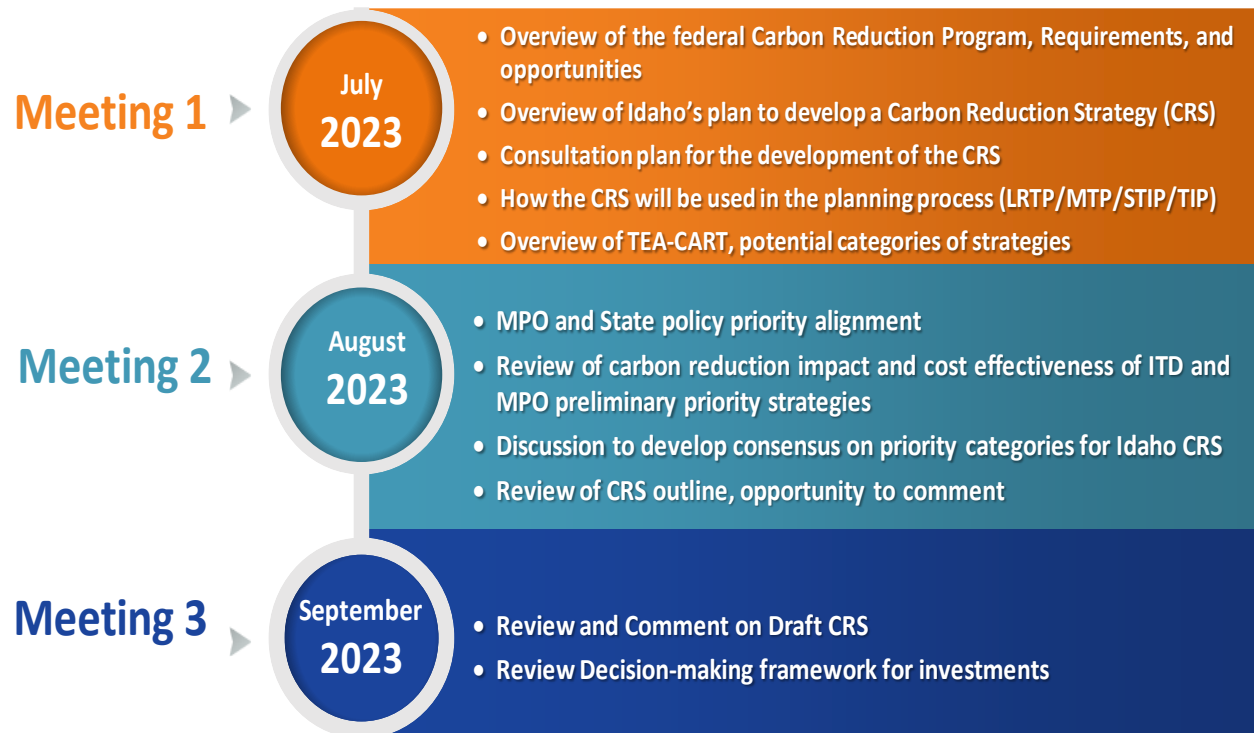 Meeting 1
July
2023
• Overview of the federal Carbon Reduction Program, Requirements, and
opportunities
• Overview of Idaho's plan to develop a Carbon Reduction Strategy (CRS)
• Consultation plan for the development of the CRS
• How the CRS will be used in the planning process (LRTP/MTP/STIP/TIP)
• Overview of TEA-CART, potential categories of strategies
Meeting 2
August
2023
• MPO and State policy priority alignment
• Review of carbon reduction impact and cost effectiveness of ITD and
MPO preliminary priority strategies
• Discussion to develop consensus on priority categories for Idaho CRS
• Review of CRS outline, opportunity to comment
Meeting 3
September
2023
• Review and Comment on Draft CRS
• Review Decision-making framework for investments